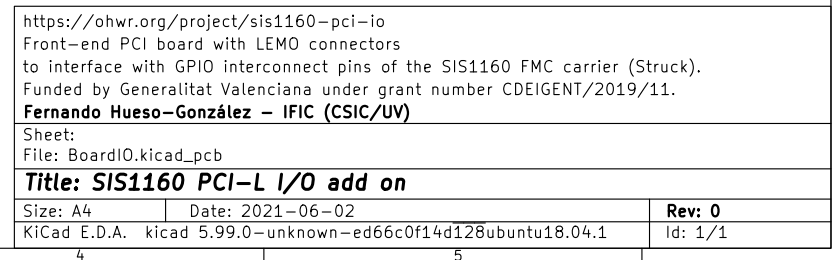 https://ohwr.org/project/sis1160-pci-io
Front-end PCI board with LEMO connectors
to interface with GPIO interconnect pins of the SIS1160 FMC carrier (Struck).
Funded by Generalitat Valenciana under grant number CDEIGENT/2019/11.
Fernando Hueso-González - IFIC (CSIC/UV)
Sheet:
File: BoardIO.kicad_pcb
Title: SIS1160 PCI-L I/O add on
Size: A4 Date: 2021-06-02 Rev: 0
KiCad E.D.A. kicad 5.99.0-unknown-ed66c0f14d128ubuntu18.04.1 Id: 1/1
4 5